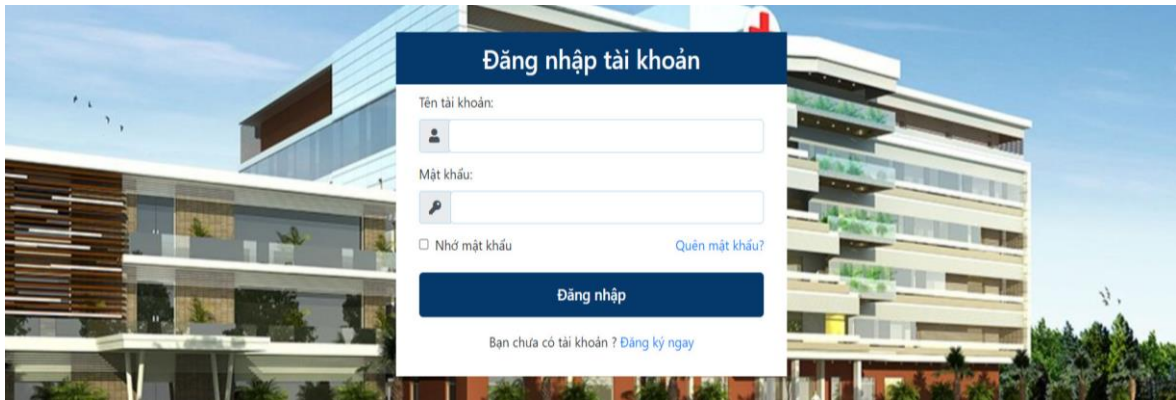 Đăng nhập tài khoản
Tên tài khoản:
Mật khẩu:
Nhớ mật khẩu Quên mật khẩu?
Đăng nhập
Bạn chưa có tài khoản ? Đăng ký ngay